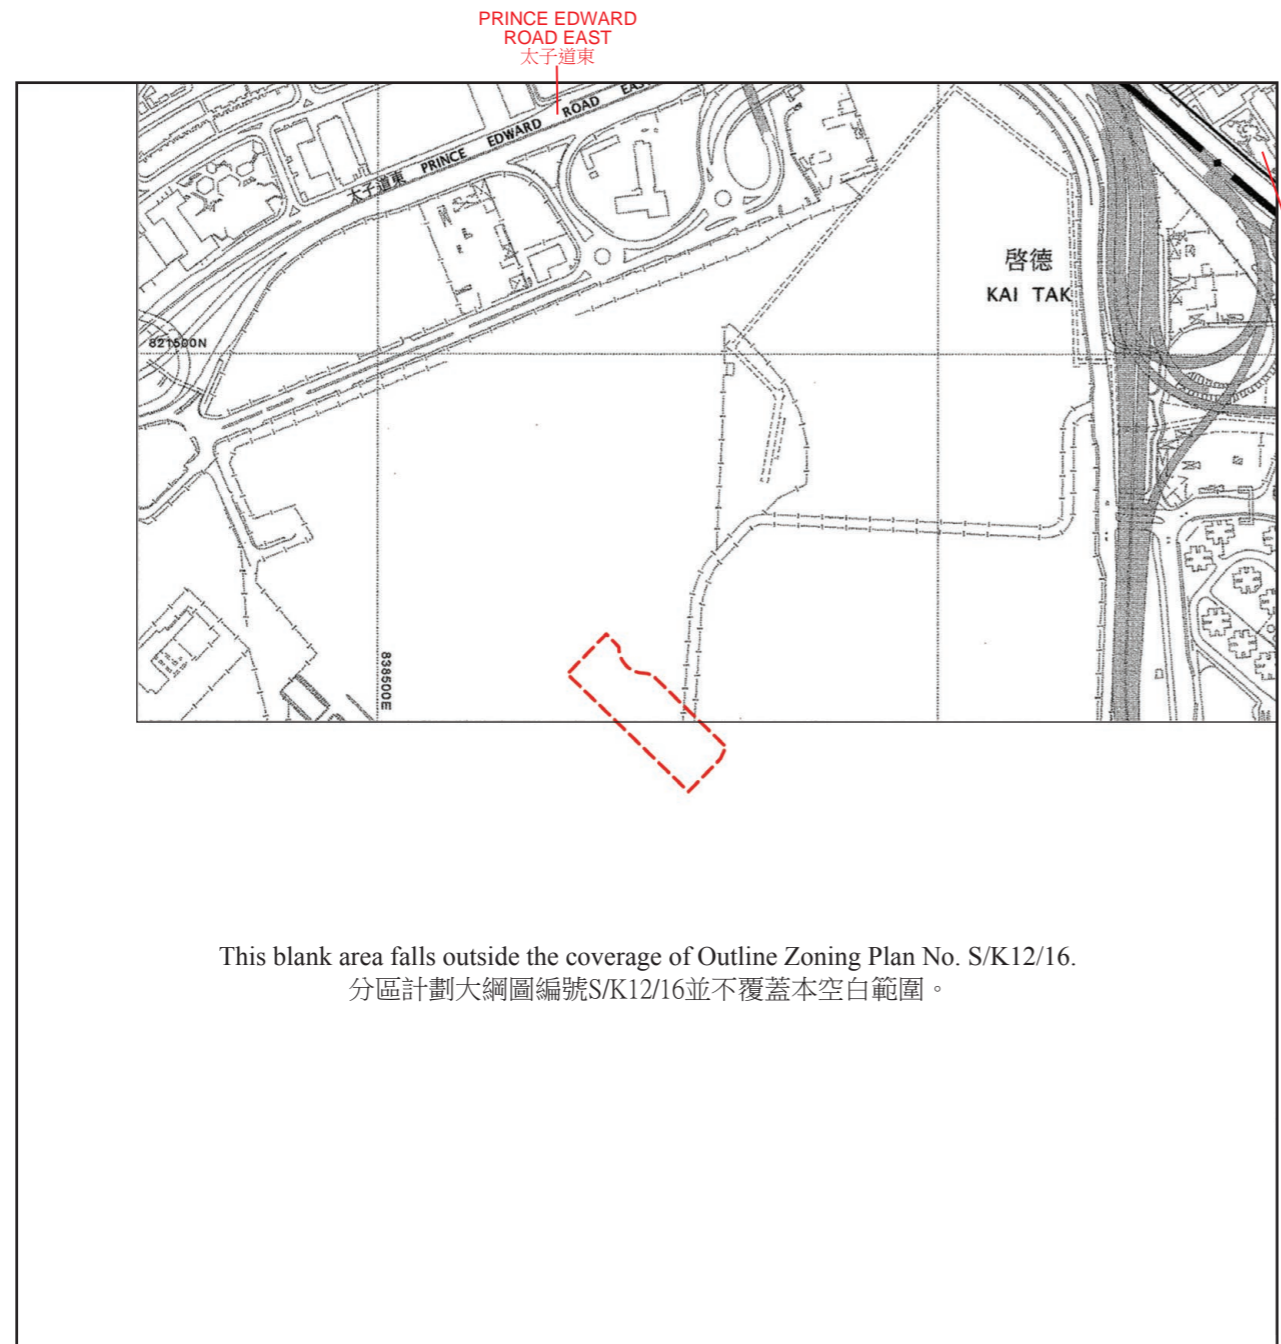 PRINCE EDWARD
ROAD EAST
太子道東
太子道東 PRINCE EDWARD ROAD EAS
啓德
KAI TAK
821500N
838500E
This blank area falls outside the coverage of Outline Zoning Plan No. S/K12/16.
分區計劃大綱圖編號S/K12/16並不覆蓋本空白範圍。